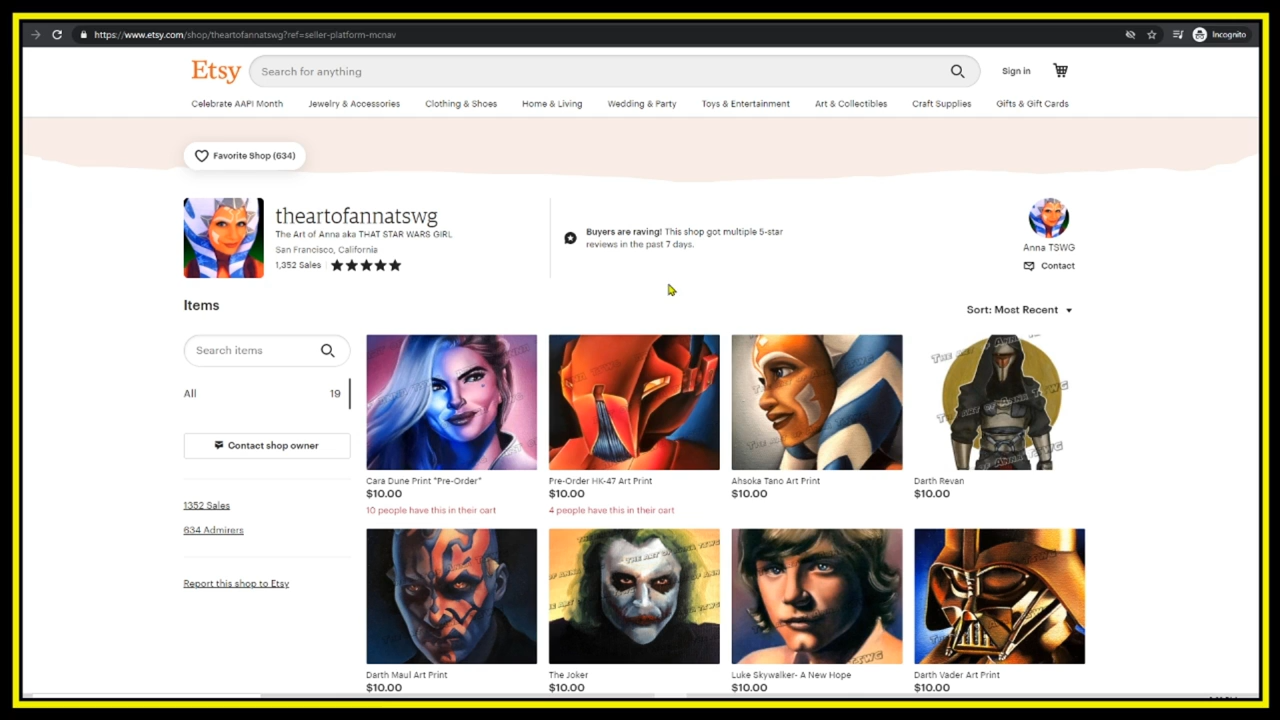 https://www.etsy.com/shop/theartofannatswg?ref=seller-platform-mcnav
Incognito
Etsy
Search for anything
Sign in
Celebrate AAPI Month
Jewelry & Accessories
Clothing & Shoes
Home & Living
Wedding & Party
Toys & Entertainment
Art & Collectibles
Craft Supplies
Gifts & Gift Cards
Favorite Shop (634)
theartofannatswg
The Art of Anna aka THAT STAR WARS GIRL
San Francisco, California
1,352 Sales
Buyers are raving! This shop got multiple 5-star
reviews in the past 7 days.
Anna TSWG
Contact
Items
Sort: Most Recent
Search items
All 19
Contact shop owner
1352 Sales
634 Admirers
Report this shop to Etsy
Cara Dune Print "Pre-Order"
$10.00
10 people have this in their cart
Pre-Order HK-47 Art Print
$10.00
4 people have this in their cart
Ahsoka Tano Art Print
$10.00
Darth Revan
$10.00
Darth Maul Art Print
$10.00
The Joker
$10.00
Luke Skywalker- A New Hope
$10.00
Darth Vader Art Print
$10.00